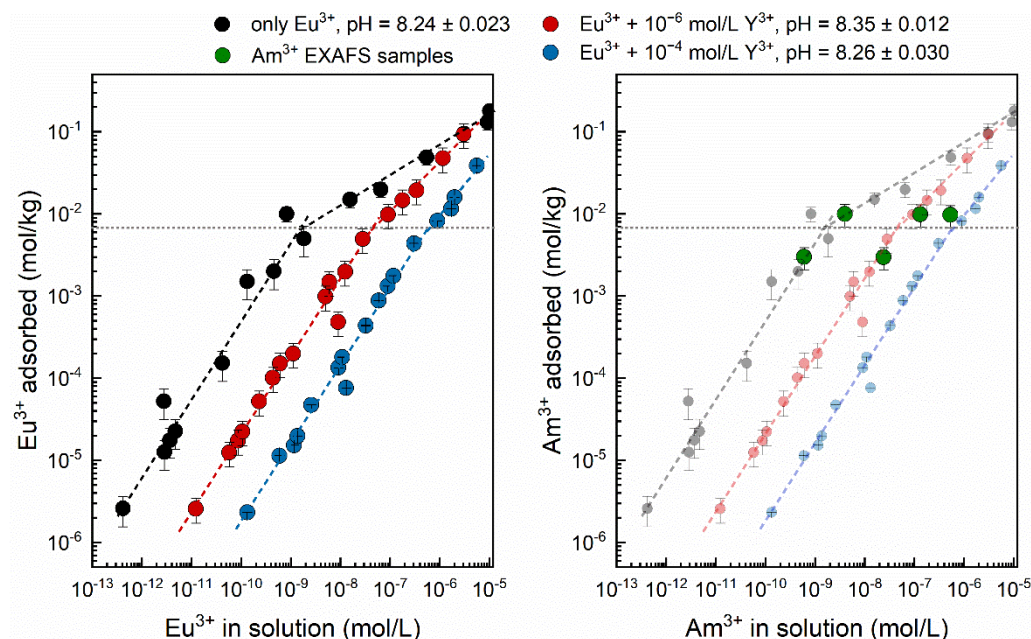 only Eu³⁺, pH = 8.24 ± 0.023
Am³⁺ EXAFS samples
Eu³⁺ + 10⁻⁶ mol/L Y³⁺, pH = 8.35 ± 0.012
Eu³⁺ + 10⁻⁴ mol/L Y³⁺, pH = 8.26 ± 0.030
Eu³⁺ adsorbed (mol/kg)
10⁻¹
10⁻²
10⁻³
10⁻⁴
10⁻⁵
10⁻⁶
10⁻¹³ 10⁻¹² 10⁻¹¹ 10⁻¹⁰ 10⁻⁹ 10⁻⁸ 10⁻⁷ 10⁻⁶ 10⁻⁵
Eu³⁺ in solution (mol/L)
Am³⁺ adsorbed (mol/kg)
10⁻¹
10⁻²
10⁻³
10⁻⁴
10⁻⁵
10⁻⁶
10⁻¹³ 10⁻¹² 10⁻¹¹ 10⁻¹⁰ 10⁻⁹ 10⁻⁸ 10⁻⁷ 10⁻⁶ 10⁻⁵
Am³⁺ in solution (mol/L)